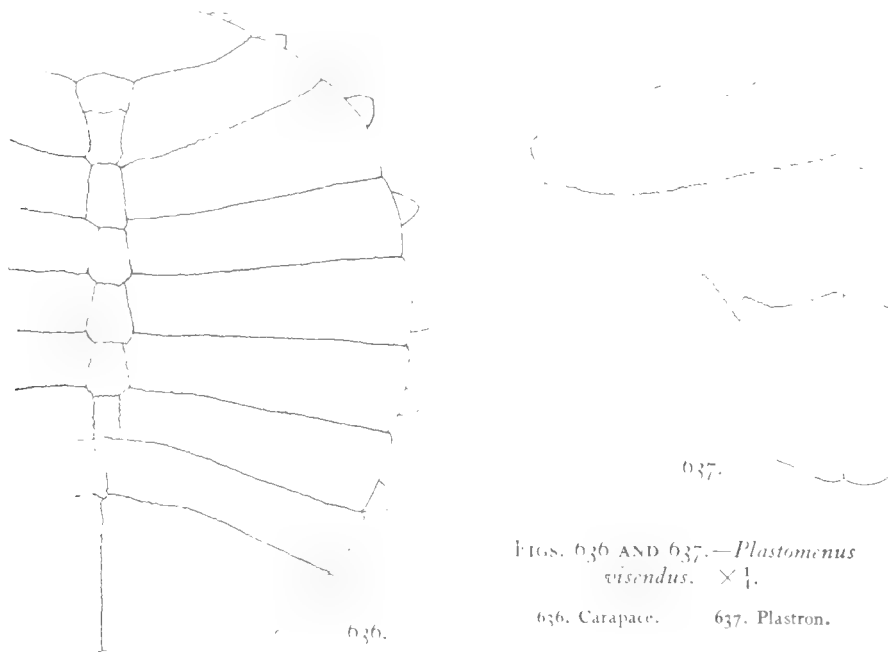 637.
636.
FIGS. 636 AND 637.—Plastomenus
visendus. × ¼.
636. Carapace. 637. Plastron.